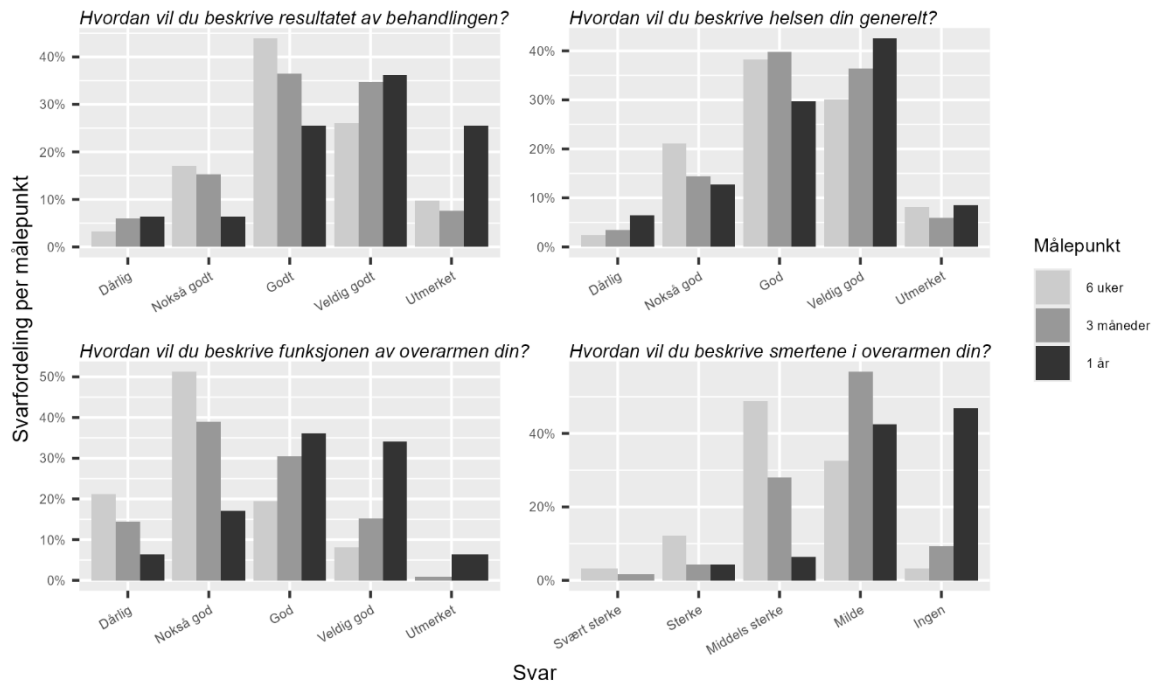 Hvordan vil du beskrive resultatet av behandlingen?
40%
30%
20%
10%
0%
Dårlig
Nokså godt
Godt
Veldig godt
Utmerket
Hvordan vil du beskrive helsen din generelt?
40%
30%
20%
10%
0%
Dårlig
Nokså god
God
Veldig god
Utmerket
Svarfordeling per målepunkt
Hvordan vil du beskrive funksjonen av overarmen din?
50%
40%
30%
20%
10%
0%
Dårlig
Nokså god
God
Veldig god
Utmerket
Hvordan vil du beskrive smertene i overarmen din?
40%
20%
0%
Svært sterke
Sterke
Middels sterke
Milde
Ingen
Svar
Målepunkt
6 uker
3 måneder
1 år